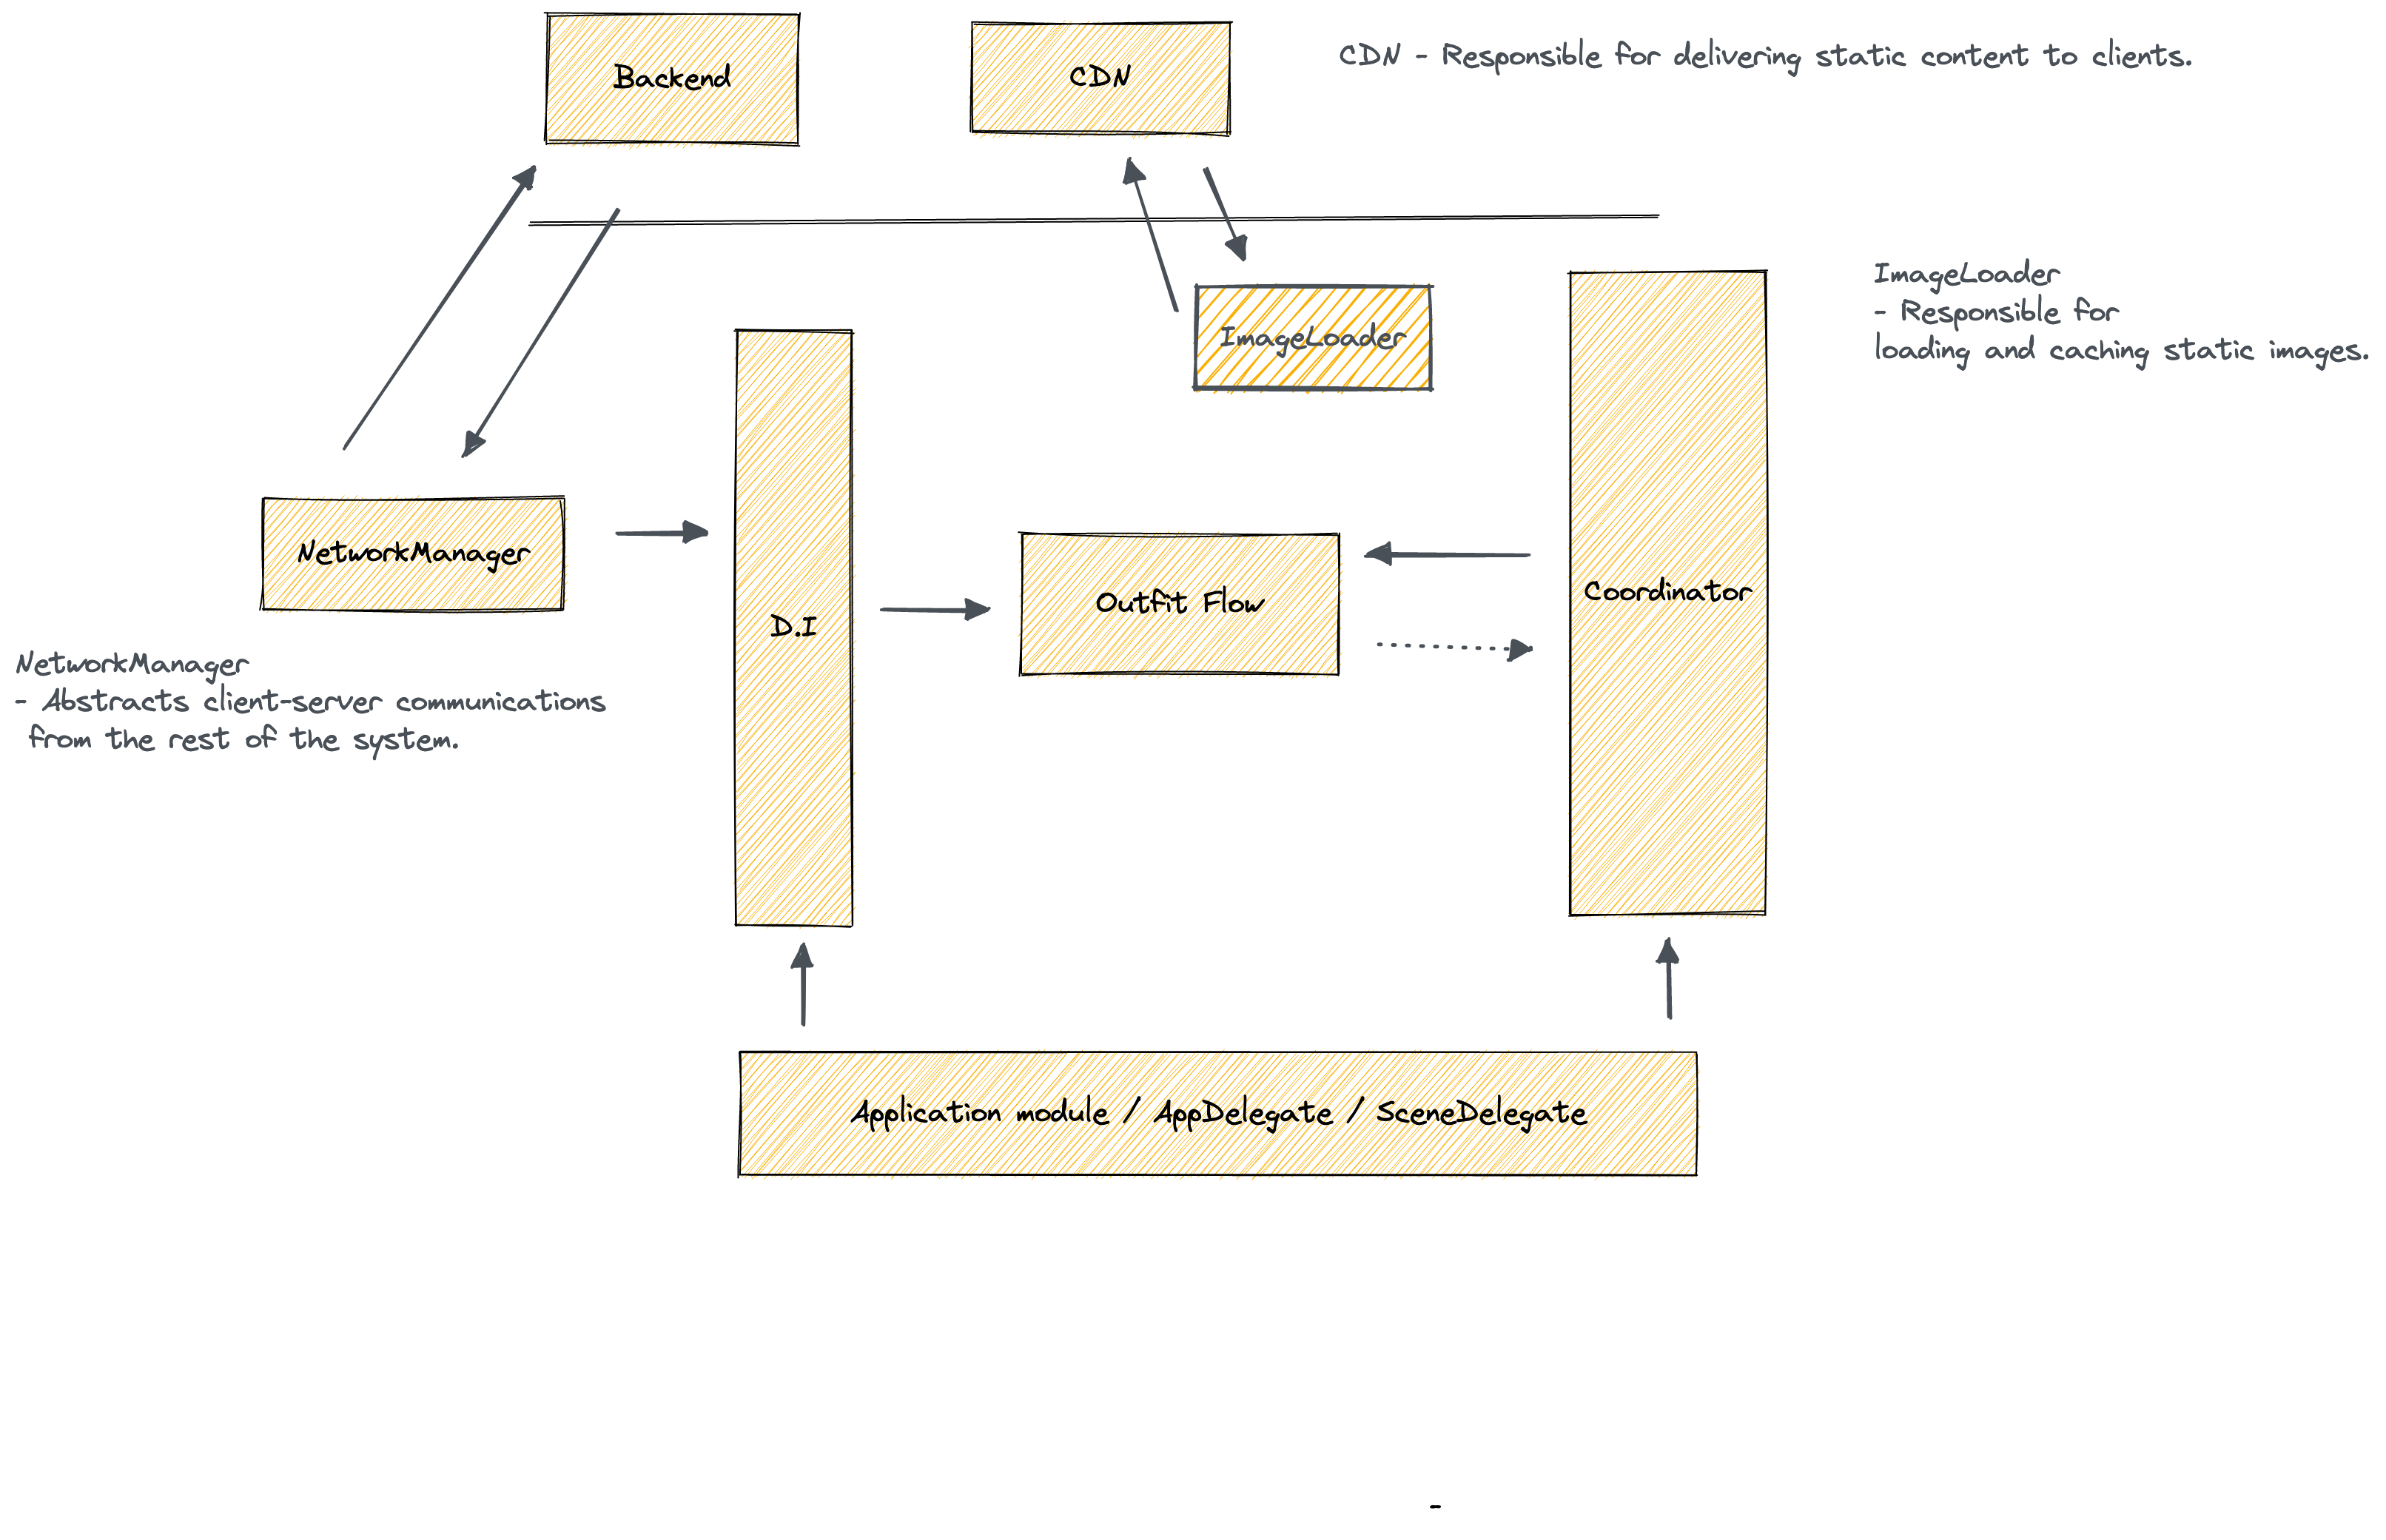 Backend
CDN
CDN - Responsible for delivering static content to clients.
ImageLoader
ImageLoader
- Responsible for
loading and caching static images.
NetworkManager
Outfit Flow
Coordinator
D.I
NetworkManager
- Abstracts client-server communications
from the rest of the system.
Application module / AppDelegate / SceneDelegate
-